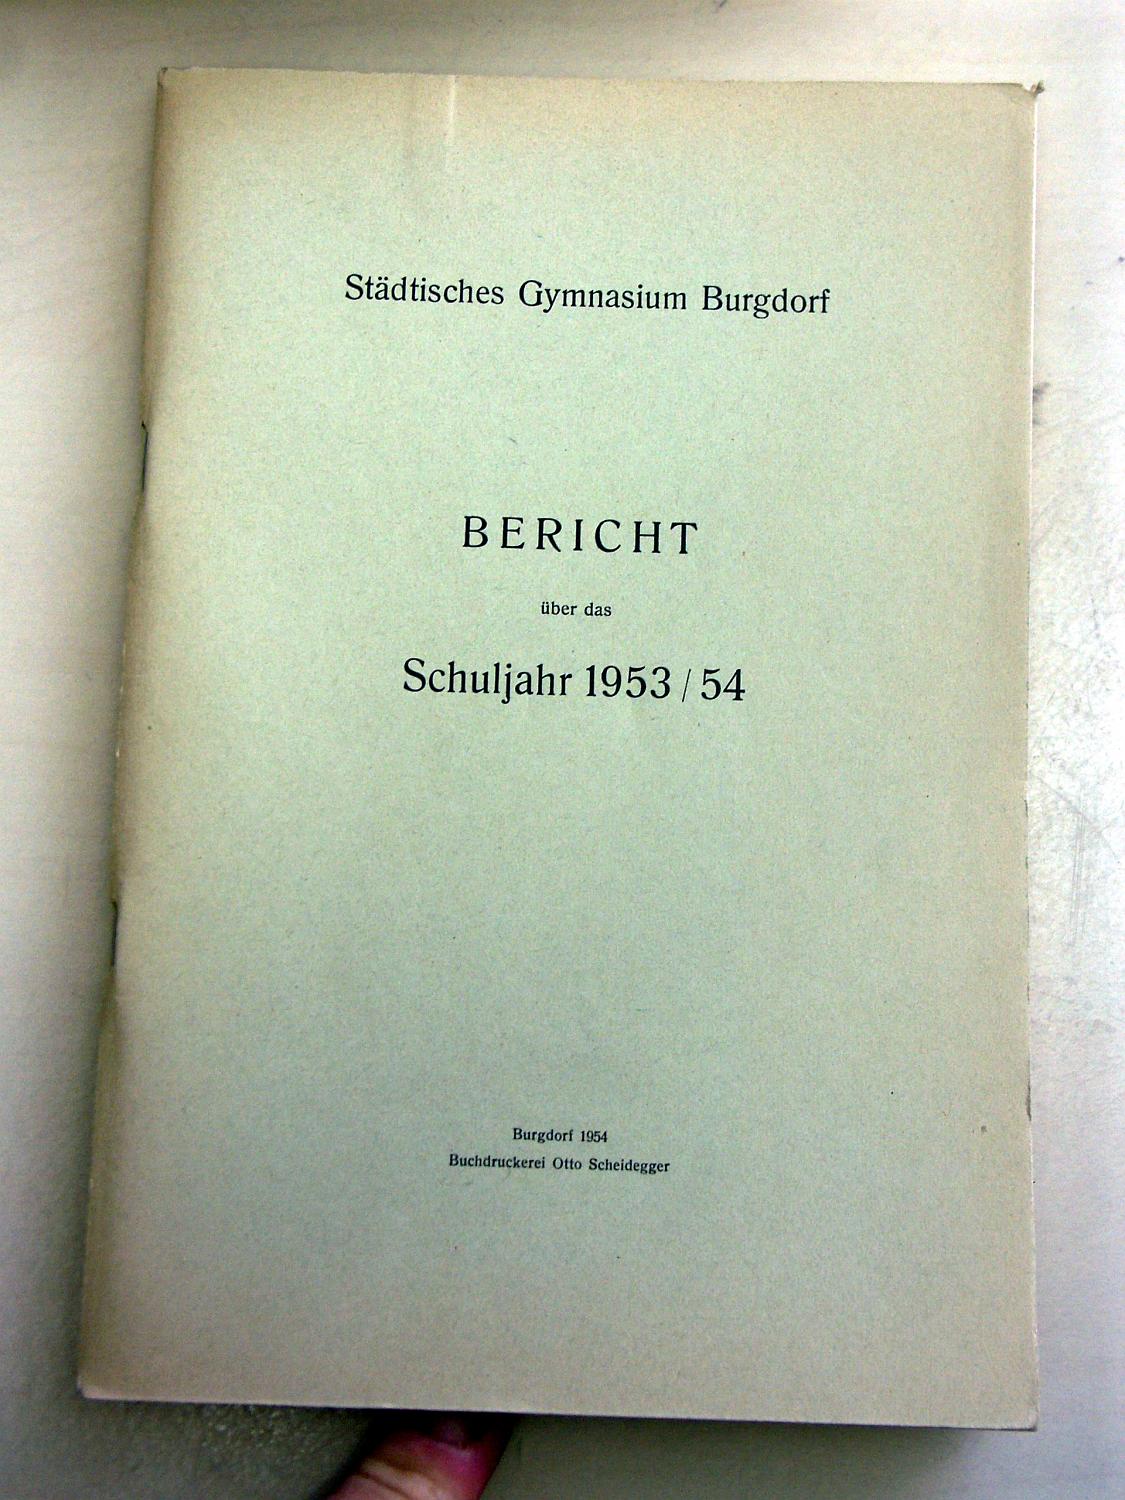 Städtisches Gymnasium Burgdorf
BERICHT
über das
Schuljahr 1953 / 54
Burgdorf 1954
Buchdruckerei Otto Scheidegger